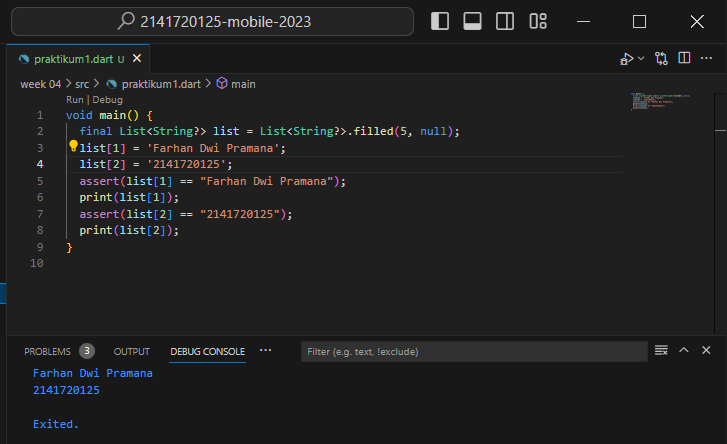 2141720125-mobile-2023
praktikum1.dart U
week 04 > src > praktikum1.dart > main
Run | Debug
1 void main() {
2 final List<String?> list = List<String?>.filled(5, null);
3 list[1] = 'Farhan Dwi Pramana';
4 list[2] = '2141720125';
5 assert(list[1] == "Farhan Dwi Pramana");
6 print(list[1]);
7 assert(list[2] == "2141720125");
8 print(list[2]);
9 }
10
PROBLEMS 3 OUTPUT DEBUG CONSOLE ··· Filter (e.g. text, !exclude)
Farhan Dwi Pramana
2141720125
Exited.